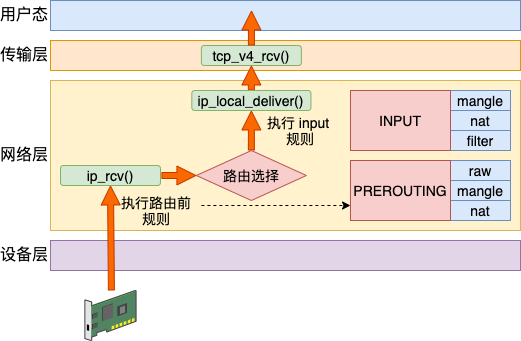 用户态
传输层
tcp_v4_rcv()
ip_local_deliver()
执行 input
规则
INPUT
mangle
nat
filter
网络层
ip_rcv()
路由选择
执行路由前
规则
PREROUTING
raw
mangle
nat
设备层